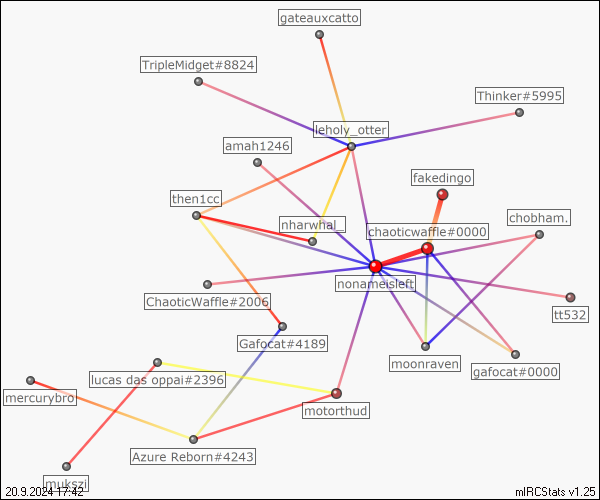 gateauxcatto
TripleMidget#8824
Thinker#5995
leholy_otter
amah1246
fakedingo
then1cc
chobham.
nharwhal_
chaoticwaffle#0000
nonameisleft
ChaoticWaffle#2006
tt532
Gafocat#4189
moonraven
gafocat#0000
lucas das oppai#2396
mercurybro
motorthud
Azure Reborn#4243
mukszi
20.9.2024 17:42
mIRCStats v1.25